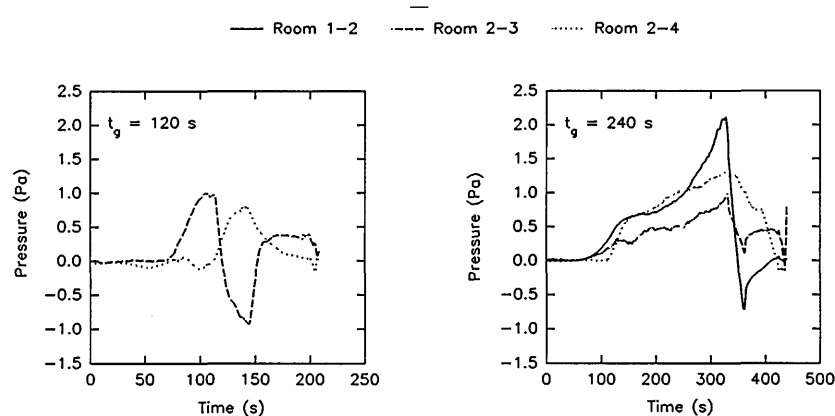 Room 1-2 Room 2-3 Room 2-4
2.5
2.0
1.5
1.0
0.5
0.0
-0.5
-1.0
-1.5
Pressure (Pa)
t_g = 120 s
0 50 100 150 200 250
Time (s)
2.5
2.0
1.5
1.0
0.5
0.0
-0.5
-1.0
-1.5
Pressure (Pa)
t_g = 240 s
0 100 200 300 400 500
Time (s)